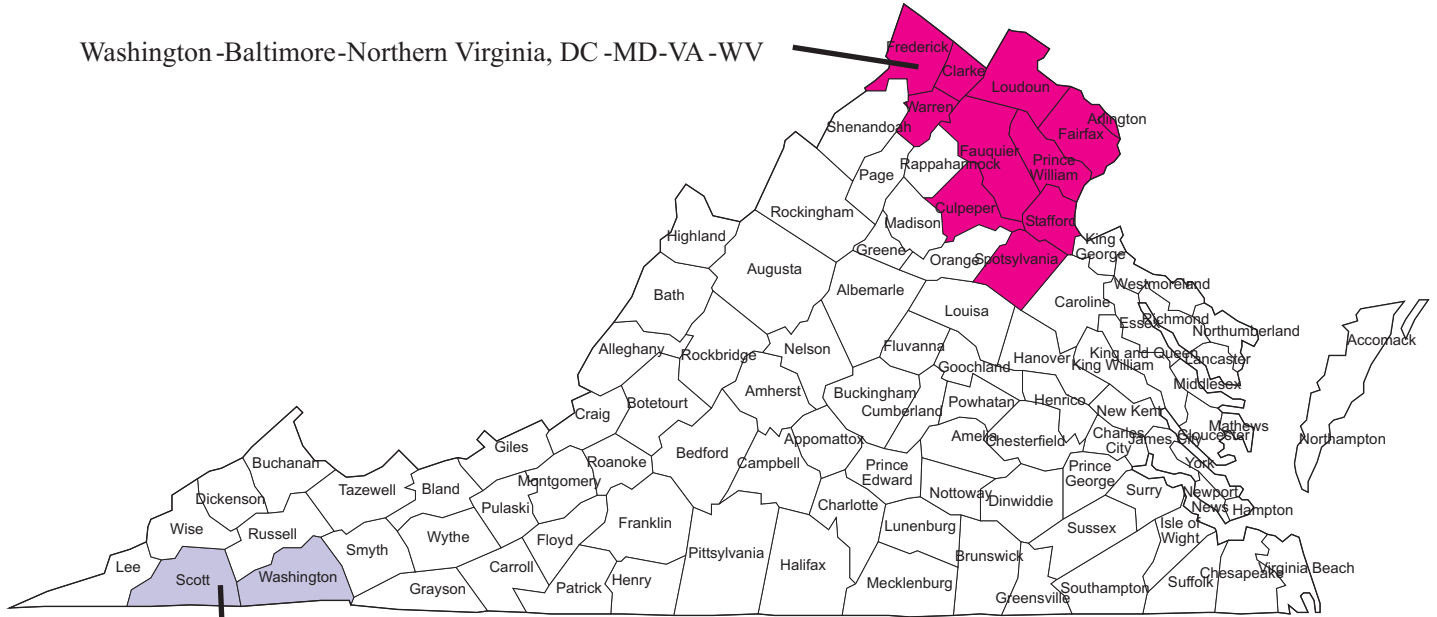 Washington-Baltimore-Northern Virginia, DC-MD-VA-WV
Frederick
Clarke
Loudoun
Warren
Arlington
Fairfax
Shenandoah
Fauquier
Rappahannock
Prince
William
Page
Culpeper
Stafford
Rockingham
Madison
Highland
Greene
King
George
Orange
Spotsylvania
Augusta
Bath
Albemarle
Caroline
Westmoreland
Louisa
Essex
Richmond
Northumberland
Accomack
Alleghany
Rockbridge
Nelson
Fluvanna
Hanover
King and Queen
Lancaster
Goochland
King William
Middlesex
Amherst
Buckingham
Botetourt
Craig
Cumberland
Powhatan
Henrico
New Kent
Mathews
Gloucester
James City
Charles
City
Appomattox
Amelia
Chesterfield
Northampton
Giles
Bedford
Campbell
Buchanan
Roanoke
Prince
Edward
Prince
George
York
Dickenson
Tazewell
Bland
Montgomery
Pulaski
Charlotte
Nottoway
Dinwiddie
Surry
Newport
News
Hampton
Wise
Russell
Smyth
Wythe
Floyd
Franklin
Lunenburg
Sussex
Isle of
Wight
Lee
Scott
Washington
Carroll
Grayson
Patrick
Henry
Pittsylvania
Halifax
Brunswick
Mecklenburg
Greensville
Southampton
Suffolk
Chesapeake
Virginia Beach